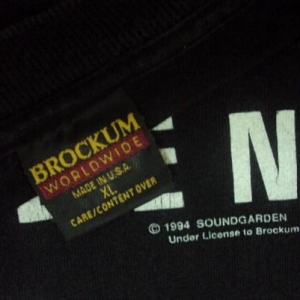 BROCKUM
WORLDWIDE
MADE IN U.S.A
XL
CARE/CONTENT OVER
E N
© 1994 SOUNDGARDEN
Under License to Brockum